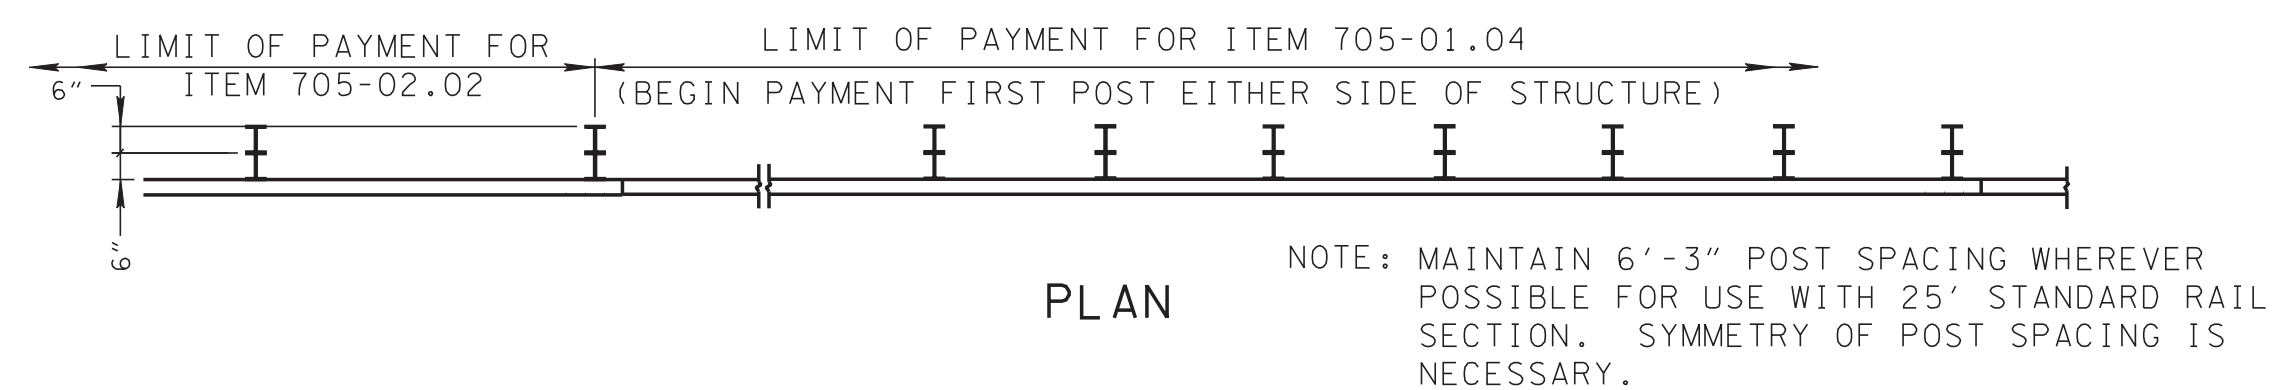 LIMIT OF PAYMENT FOR
ITEM 705-02.02
LIMIT OF PAYMENT FOR ITEM 705-01.04
(BEGIN PAYMENT FIRST POST EITHER SIDE OF STRUCTURE)
6"
6"
PLAN
NOTE: MAINTAIN 6'-3" POST SPACING WHEREVER
POSSIBLE FOR USE WITH 25' STANDARD RAIL
SECTION. SYMMETRY OF POST SPACING IS
NECESSARY.